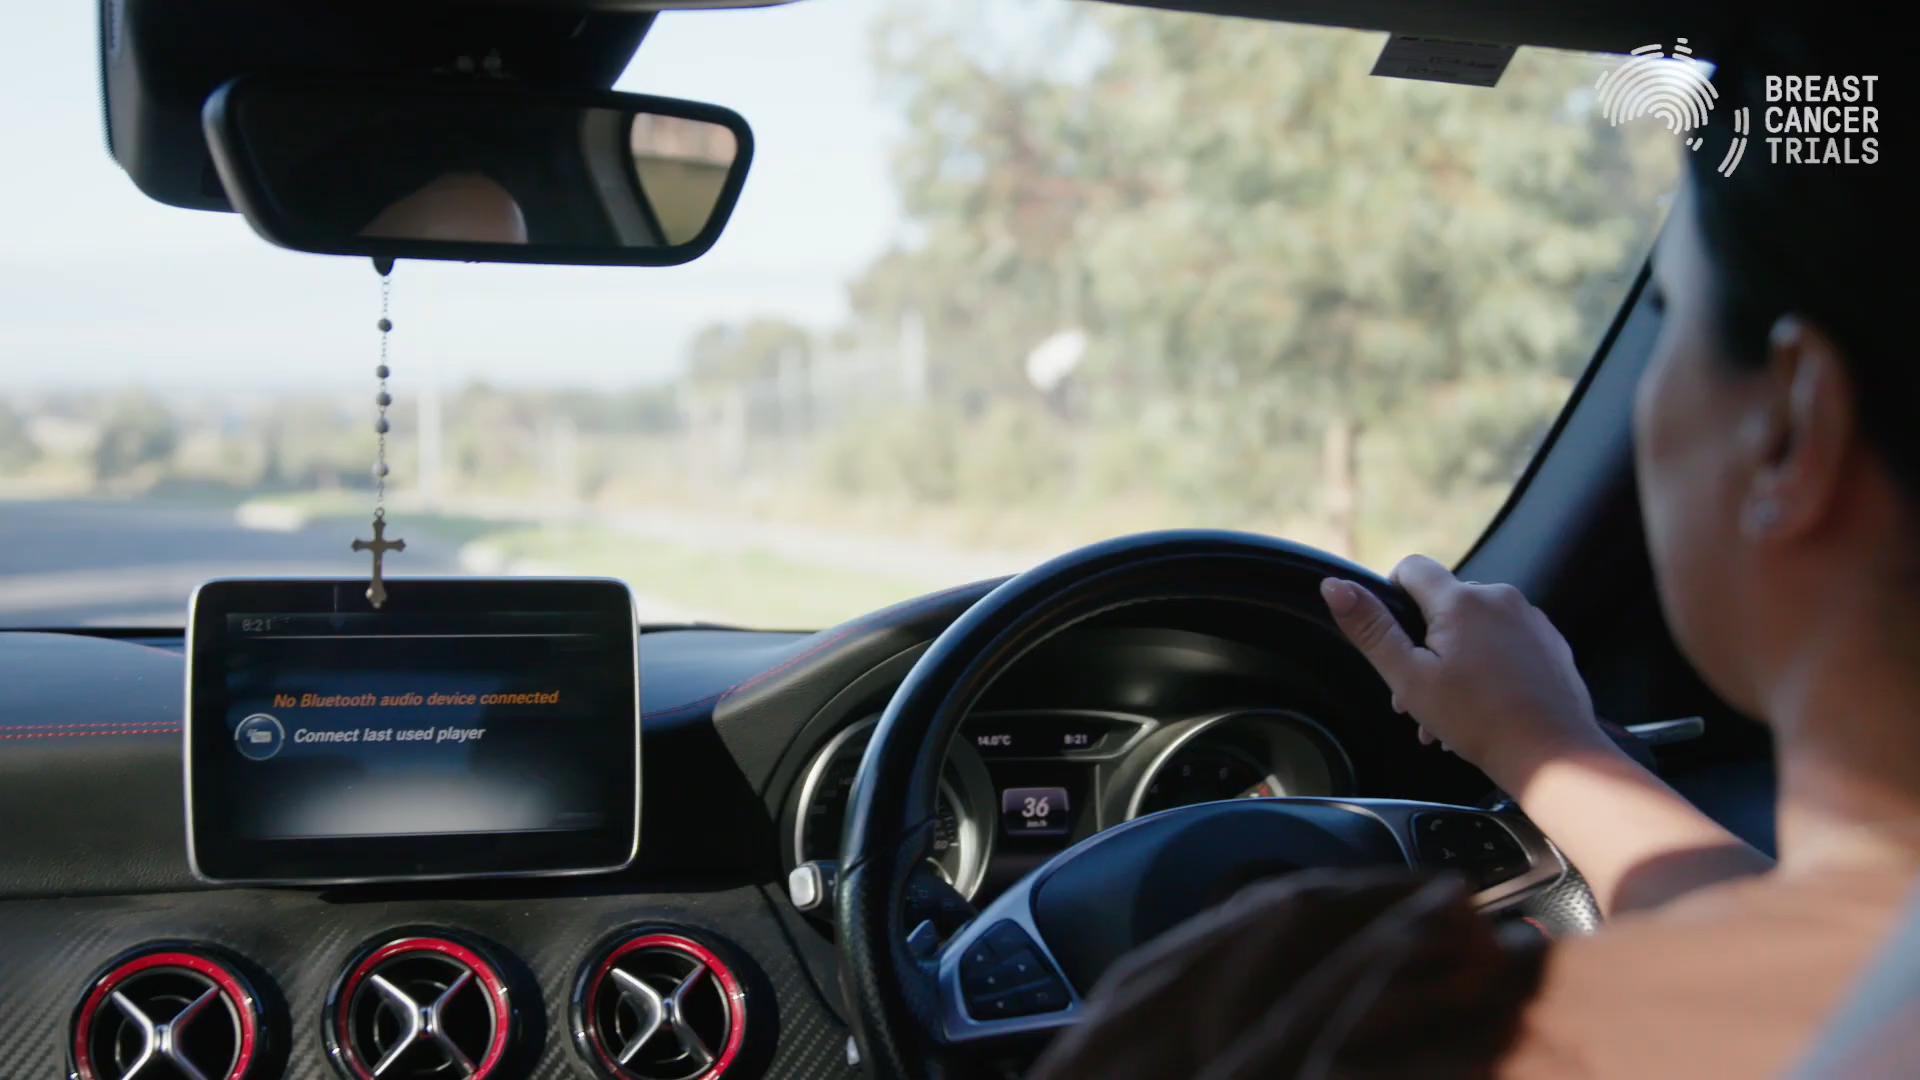 BREAST
CANCER
TRIALS
8:21
No Bluetooth audio device connected
Connect last used player
14.0°C
8:21
36
km/h